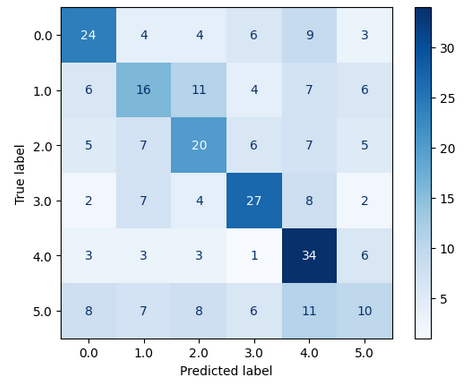 0.0 24 4 4 6 9 3
1.0 6 16 11 4 7 6
2.0 5 7 20 6 7 5
3.0 2 7 4 27 8 2
4.0 3 3 3 1 34 6
5.0 8 7 8 6 11 10
0.0 1.0 2.0 3.0 4.0 5.0
Predicted label
True label
30
25
20
15
10
5